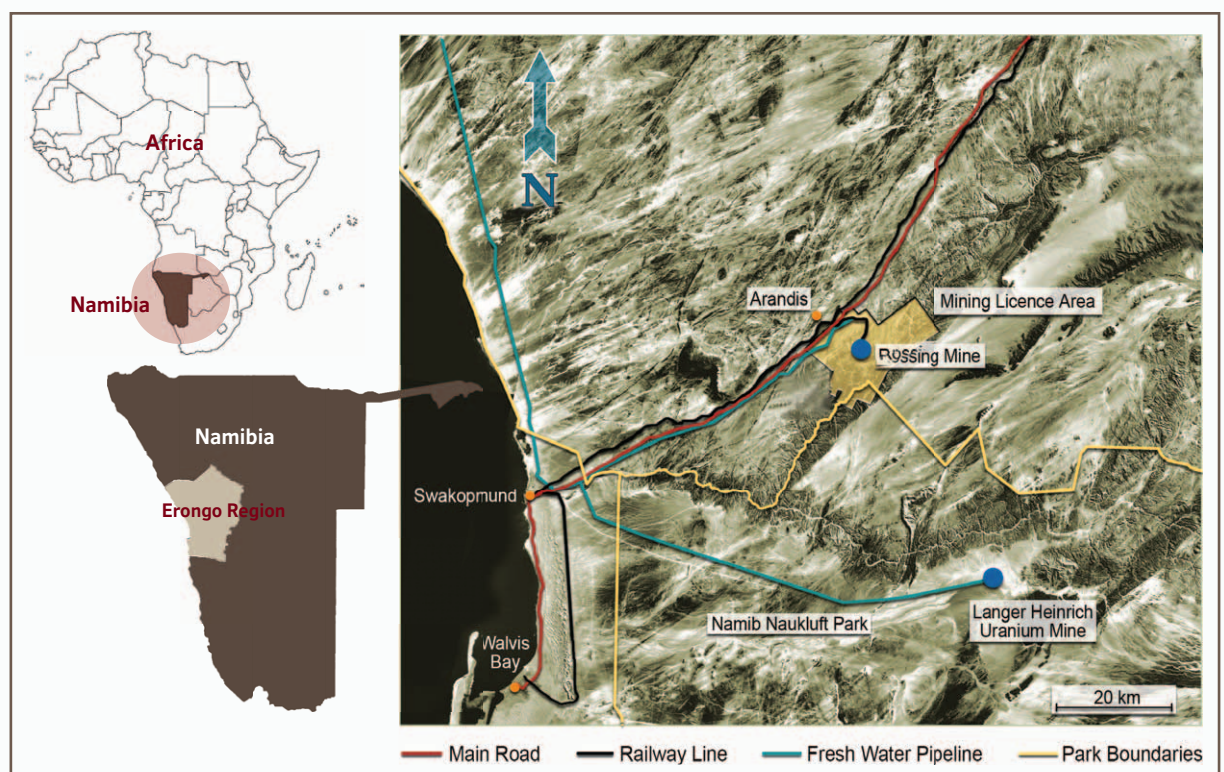 Africa
Namibia
Namibia
Erongo Region
N
Arandis
Mining Licence Area
Rossing Mine
Swakopmund
Namib Naukluft Park
Langer Heinrich
Uranium Mine
Walvis
Bay
20 km
Main Road
Railway Line
Fresh Water Pipeline
Park Boundaries